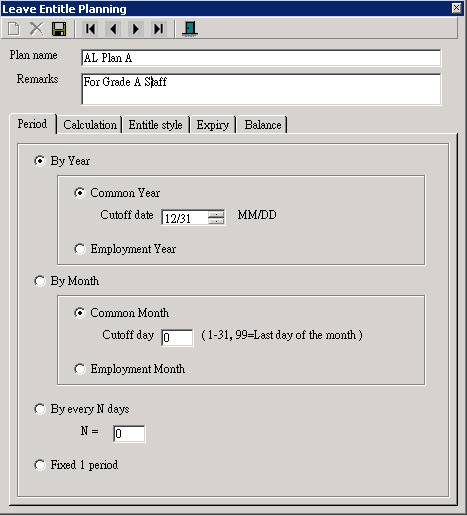 Leave Entitle Planning
Plan name AL Plan A
Remarks For Grade A Staff
Period Calculation Entitle style Expiry Balance
By Year
Common Year
Cutoff date 12/31 MM/DD
Employment Year
By Month
Common Month
Cutoff day 0 ( 1-31, 99=Last day of the month )
Employment Month
By every N days
N = 0
Fixed 1 period